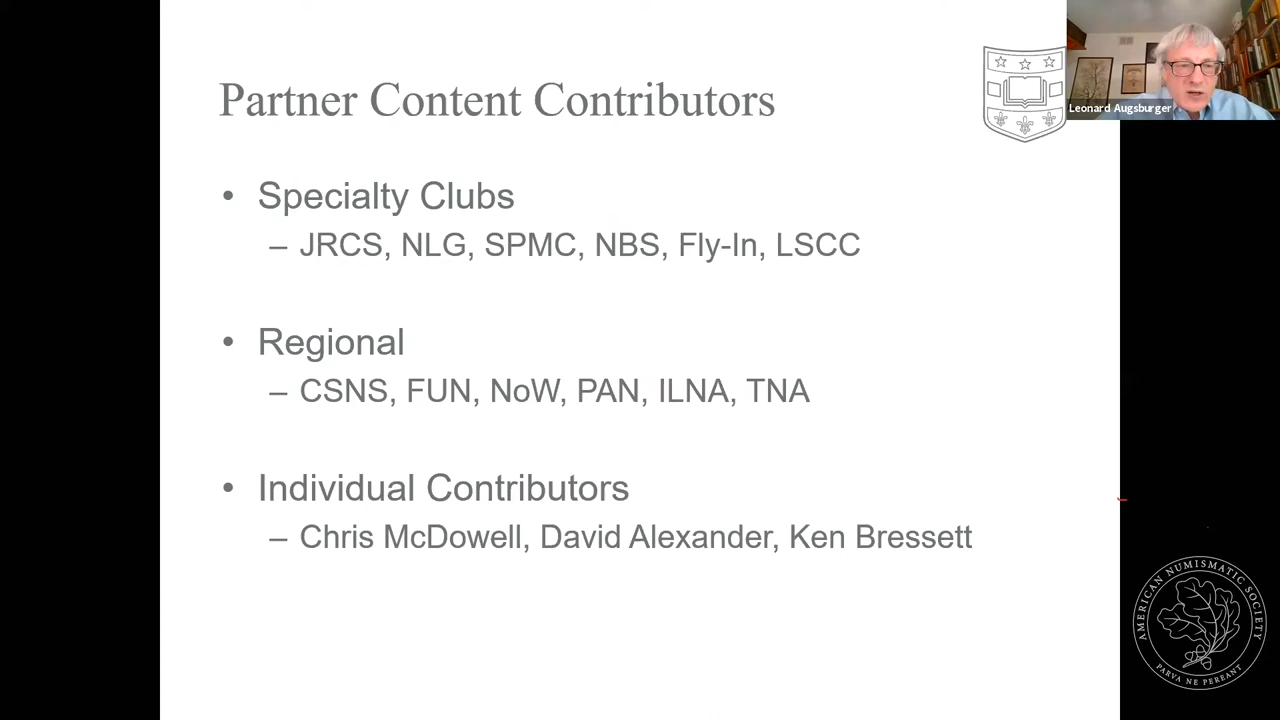 Partner Content Contributors
Leonard Augsburger
• Specialty Clubs
– JRCS, NLG, SPMC, NBS, Fly-In, LSCC
• Regional
– CSNS, FUN, NoW, PAN, ILNA, TNA
• Individual Contributors
– Chris McDowell, David Alexander, Ken Bressett
AMERICAN NUMISMATIC SOCIETY
PARVA NE PEREANT